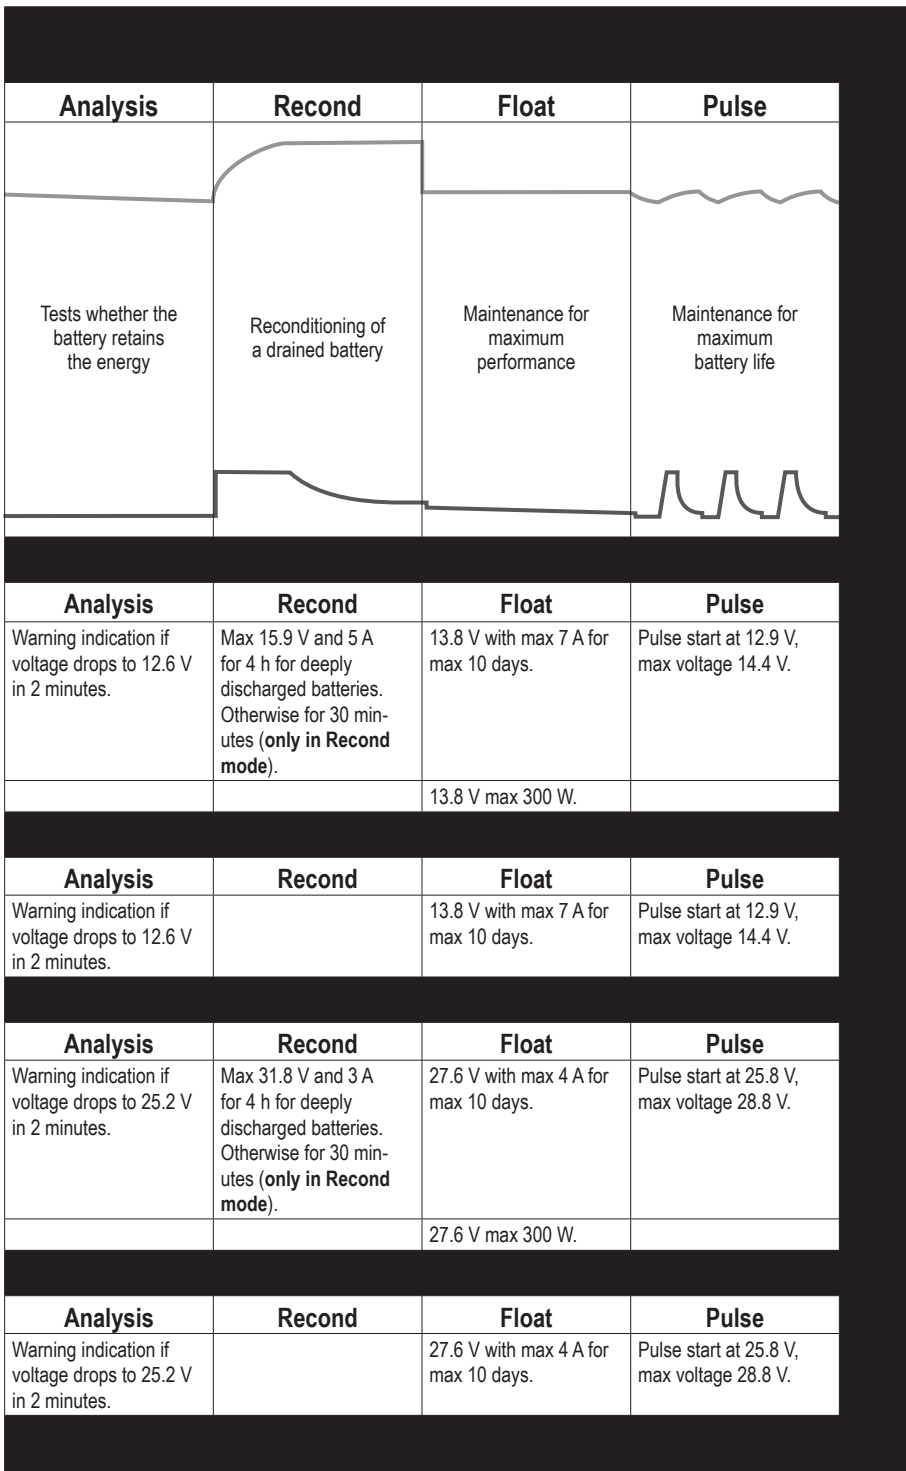 Analysis
Recond
Float
Pulse
Tests whether the
battery retains
the energy
Reconditioning of
a drained battery
Maintenance for
maximum
performance
Maintenance for
maximum
battery life
Analysis
Recond
Float
Pulse
Warning indication if
voltage drops to 12.6 V
in 2 minutes.
Max 15.9 V and 5 A
for 4 h for deeply
discharged batteries.
Otherwise for 30 min-
utes (only in Recond
mode).
13.8 V with max 7 A for
max 10 days.
Pulse start at 12.9 V,
max voltage 14.4 V.
13.8 V max 300 W.
Analysis
Recond
Float
Pulse
Warning indication if
voltage drops to 12.6 V
in 2 minutes.
13.8 V with max 7 A for
max 10 days.
Pulse start at 12.9 V,
max voltage 14.4 V.
Analysis
Recond
Float
Pulse
Warning indication if
voltage drops to 25.2 V
in 2 minutes.
Max 31.8 V and 3 A
for 4 h for deeply
discharged batteries.
Otherwise for 30 min-
utes (only in Recond
mode).
27.6 V with max 4 A for
max 10 days.
Pulse start at 25.8 V,
max voltage 28.8 V.
27.6 V max 300 W.
Analysis
Recond
Float
Pulse
Warning indication if
voltage drops to 25.2 V
in 2 minutes.
27.6 V with max 4 A for
max 10 days.
Pulse start at 25.8 V,
max voltage 28.8 V.